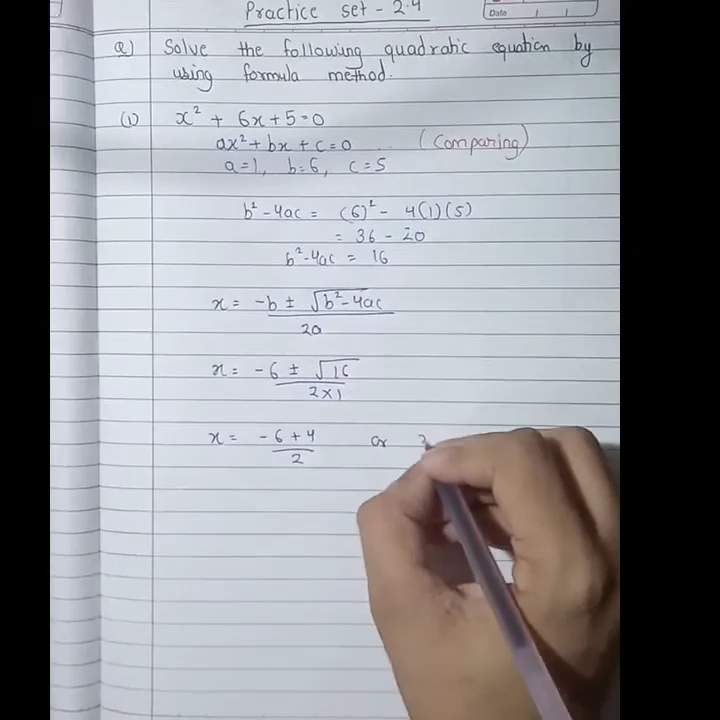 Practice set - 2.4
Date
Q) Solve the following quadratic equation by
using formula method.
(1) x² + 6x + 5 = 0
ax² + bx + c = 0 (Comparing)
a = 1, b = 6, c = 5
b² - 4ac = (6)² - 4(1)(5)
= 36 - 20
b² - 4ac = 16
x = -b ± √b² - 4ac
2a
x = -6 ± √16
2 × 1
x = -6 + 4 or
2